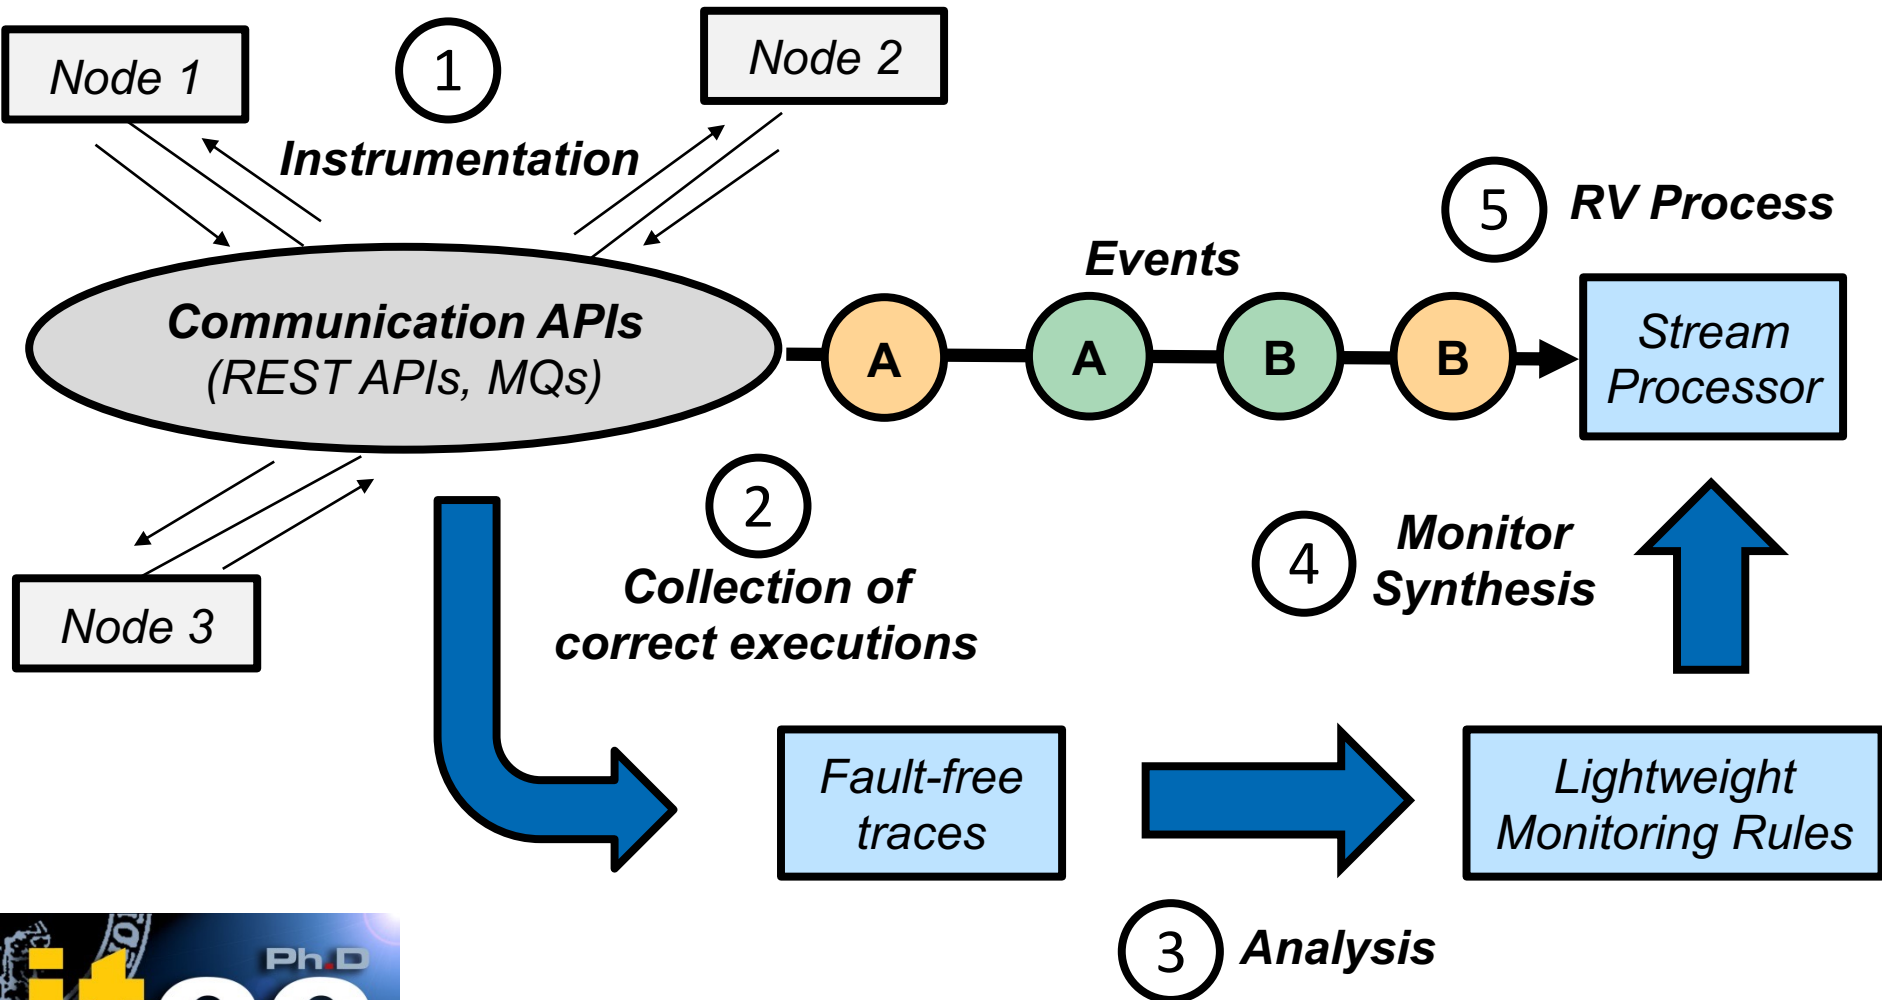 Node 1
1
Node 2
Instrumentation
5
RV Process
Events
Communication APIs
(REST APIs, MQs)
A
A
B
B
Stream
Processor
2
Collection of
correct executions
4
Monitor
Synthesis
Node 3
Fault-free
traces
Lightweight
Monitoring Rules
3
Analysis
Ph.D
it